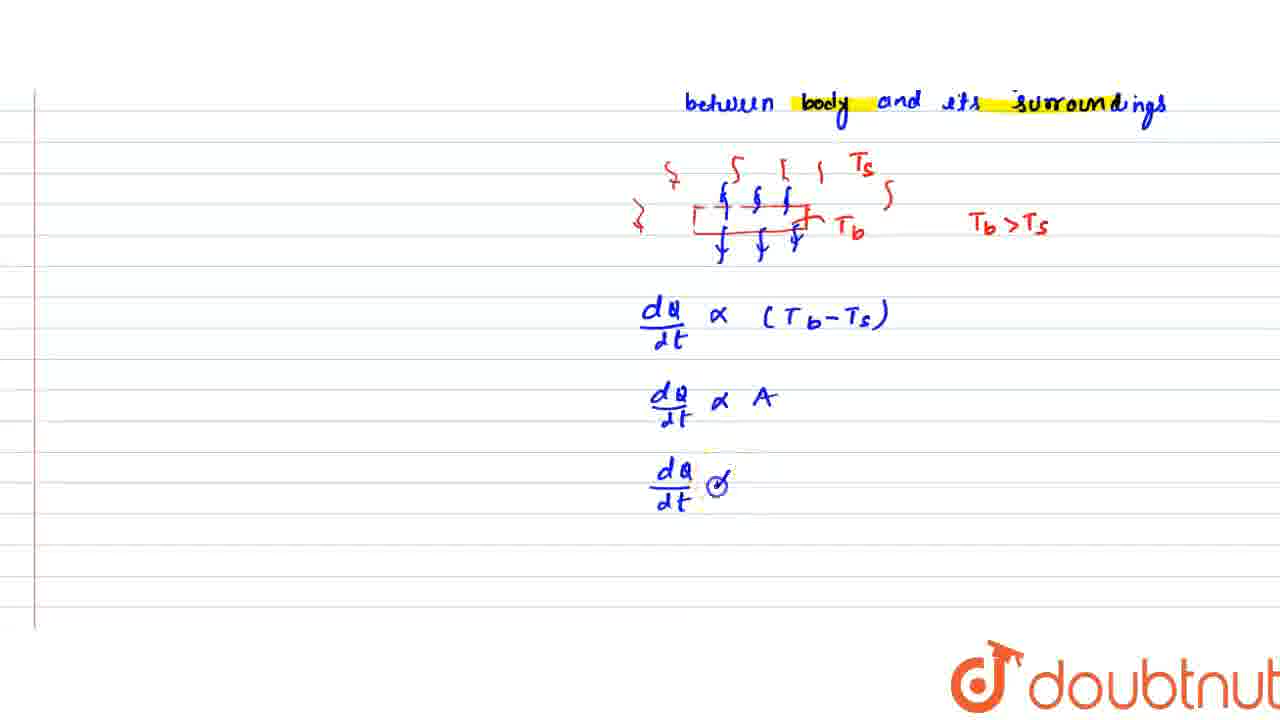 between body and its surroundings
Ts
Tb
Tb > Ts
dQ/dt ∝ (Tb - Ts)
dQ/dt ∝ A
dQ/dt ∝
doubtnut